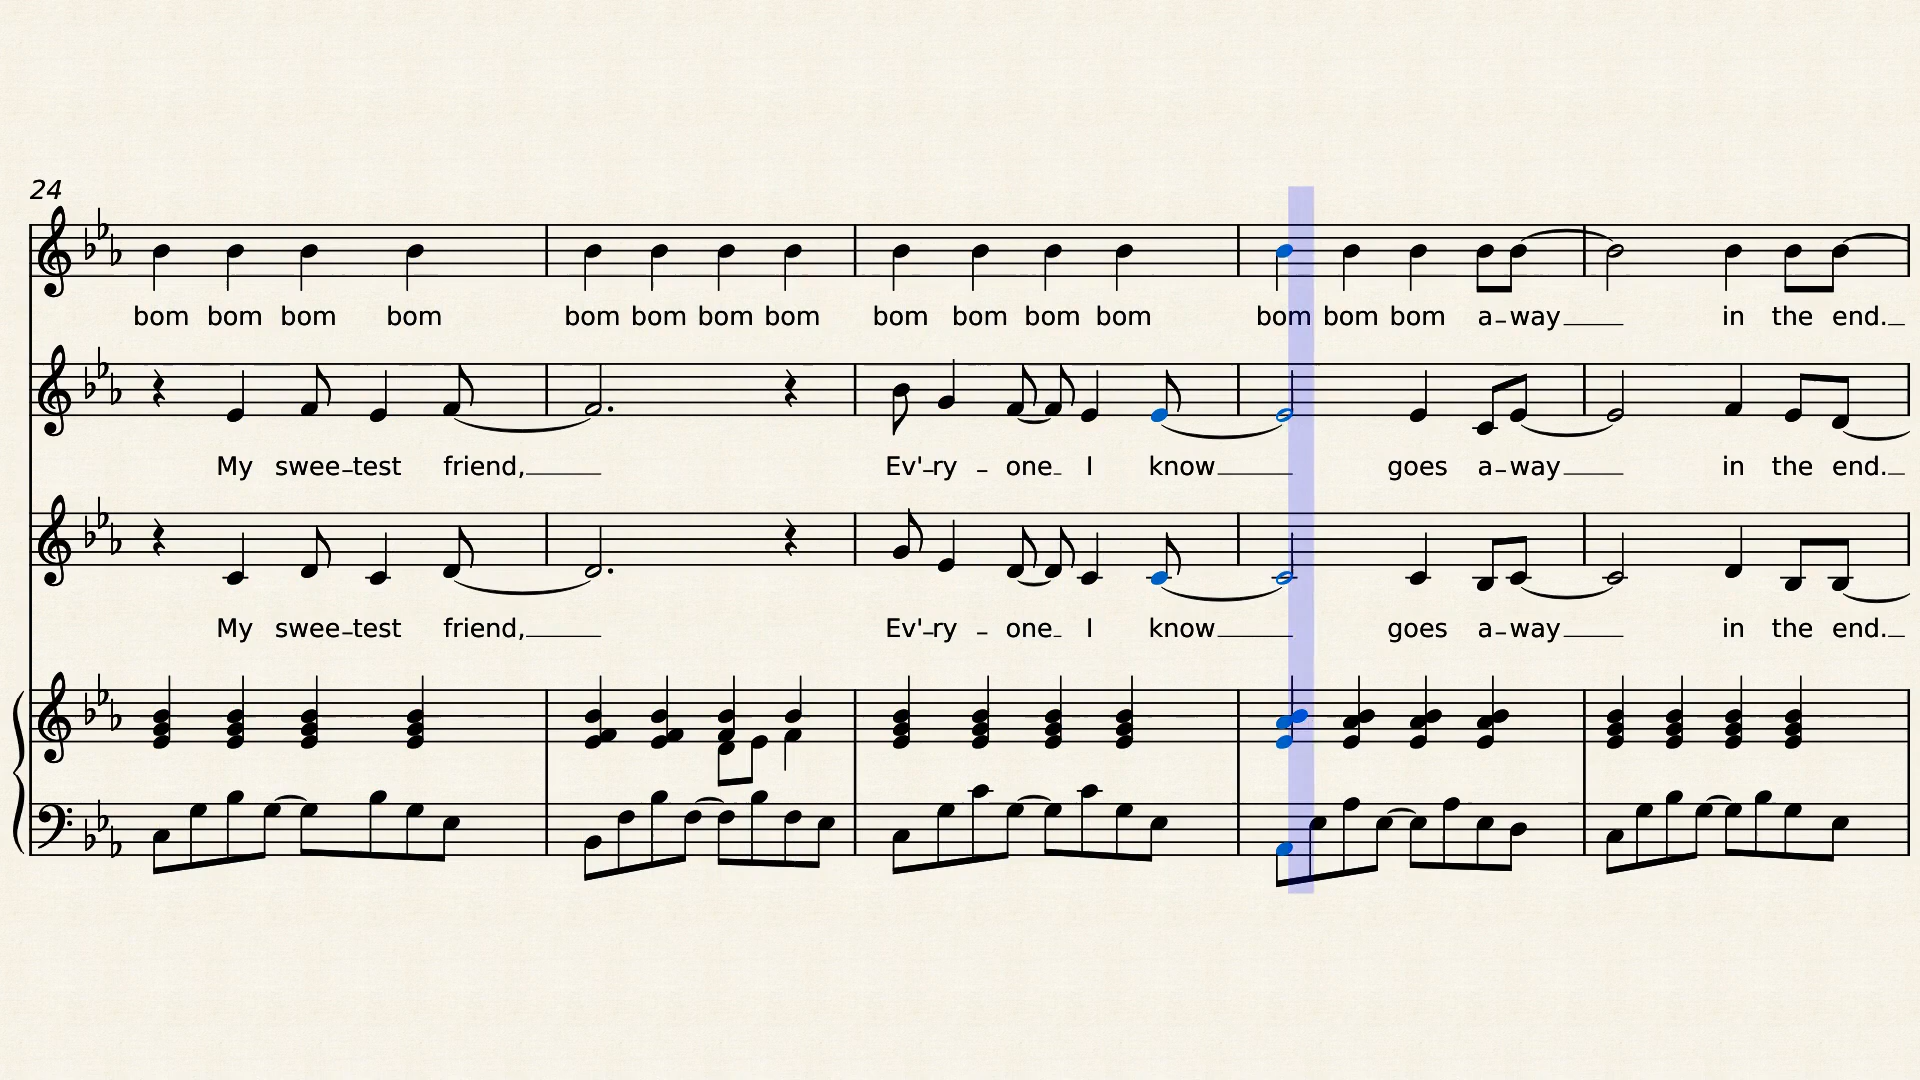 24
bom bom bom bom bom bom bom bom bom bom bom bom bom bom bom a-way in the end.
My swee-test friend, Ev'-ry - one I know goes a-way in the end.
My swee-test friend, Ev'-ry - one I know goes a-way in the end.